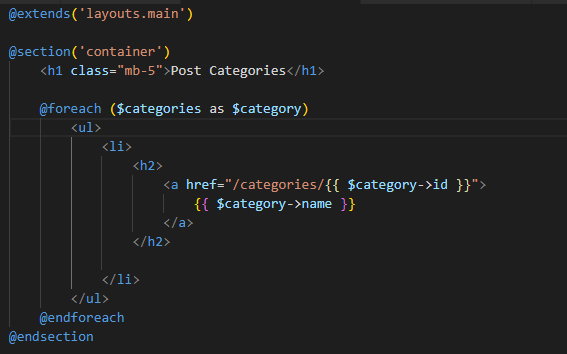 @extends('layouts.main')
@section('container')
<h1 class="mb-5">Post Categories</h1>
@foreach ($categories as $category)
<ul>
<li>
<h2>
<a href="/categories/{{ $category->id }}">
{{ $category->name }}
</a>
</h2>
</li>
</ul>
@endforeach
@endsection